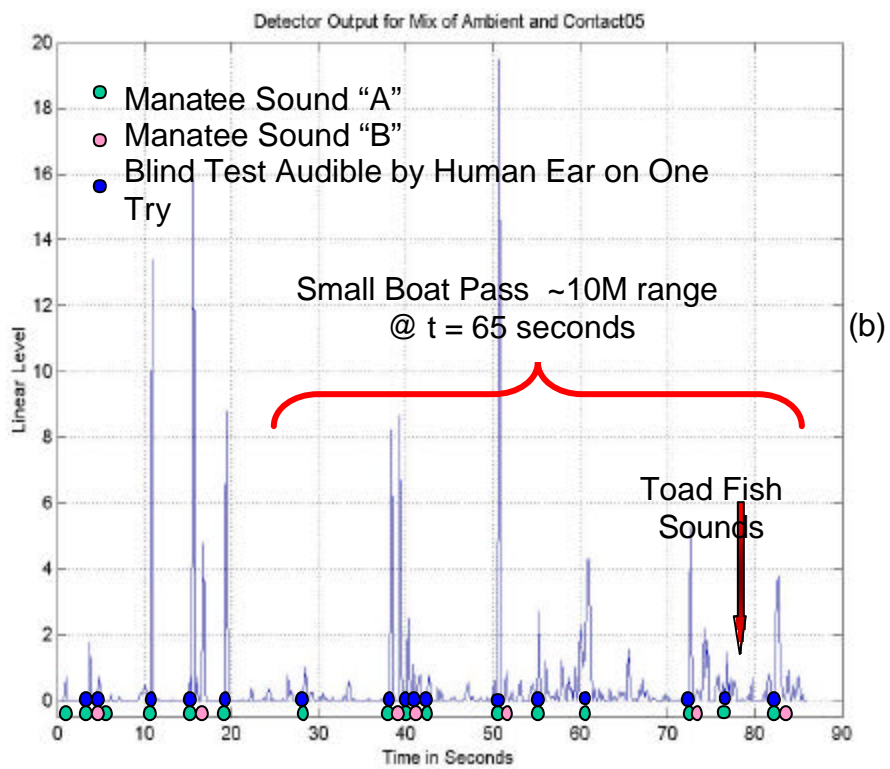 Detector Output for Mix of Ambient and Contact05
20
18
16
14
12
10
8
6
4
2
0
Linear Level
Manatee Sound “A”
Manatee Sound “B”
Blind Test Audible by Human Ear on One
Try
Small Boat Pass ~10M range
@ t = 65 seconds
(b)
Toad Fish
Sounds
0 10 20 30 40 50 60 70 80 90
Time in Seconds